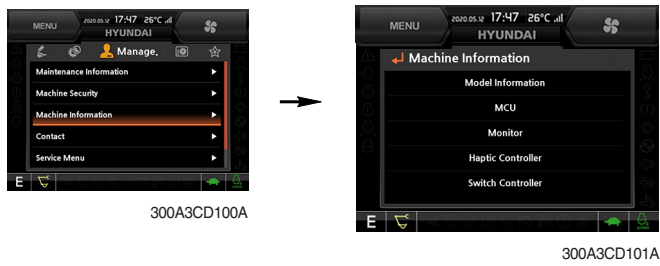 MENU
2020.05.12 17:47 26°C .ıll
HYUNDAI
Manage.
Maintenance Information
Machine Security
Machine Information
Contact
Service Menu
E
300A3CD100A
MENU
2020.05.12 17:47 26°C .ıll
HYUNDAI
Machine Information
Model Information
MCU
Monitor
Haptic Controller
Switch Controller
E
300A3CD101A